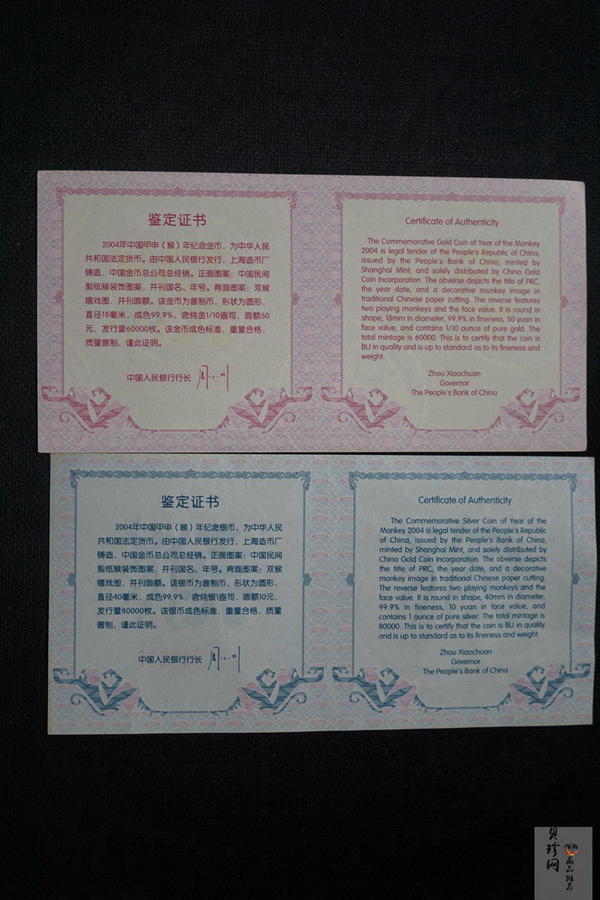 鉴定证书
2004年中国甲申（猴）年纪念金币，为中华人民
共和国法定货币。由中国人民银行发行，上海造币厂
铸造，中国金币总公司总经销。正面图案：中国民间
剪纸猴装饰图案，并刊国名、年号。背面图案：双猴
嬉戏图，并刊面额。该金币为普制币，形状为圆形，
直径18毫米，成色99.9%，含纯金1/10盎司，面额50
元，发行量60000枚。该金币成色标准，重量合格，
质量普制，谨此证明。
中国人民银行行长
Certificate of Authenticity
The Commemorative Gold Coin of Year of the Monkey
2004 is legal tender of the People's Republic of China,
issued by the People's Bank of China, minted by
Shanghai Mint, and solely distributed by China Gold
Coin Incorporation. The obverse depicts the title of PRC,
the year date, and a decorative monkey image in
traditional Chinese paper cutting. The reverse features
two playing monkeys and the face value. It is round in
shape, 18mm in diameter, 99.9% in fineness, 50 yuan in
face value, and contains 1/10 ounce of pure gold. The
total mintage is 60000. This is to certify that the coin is
BU in quality and is up to standard as to its fineness and
weight.
Zhou Xiaochuan
Governor
The People's Bank of China
鉴定证书
2004年中国甲申（猴）年纪念银币，为中华人民
共和国法定货币。由中国人民银行发行，上海造币厂
铸造，中国金币总公司总经销。正面图案：中国民间
剪纸猴装饰图案，并刊国名、年号。背面图案：双猴
嬉戏图，并刊面额。该银币为普制币，形状为圆形，
直径40毫米，成色99.9%，含纯银1盎司，面额10元，
发行量80000枚。该银币成色标准，重量合格，质量
普制，谨此证明。
中国人民银行行长
Certificate of Authenticity
The Commemorative Silver Coin of Year of the
Monkey 2004 is legal tender of the People's Republic
of China, issued by the People's Bank of China,
minted by Shanghai Mint, and solely distributed by
China Gold Coin Incorporation. The obverse depicts
the title of PRC, the year date, and a decorative
monkey image in traditional Chinese paper cutting.
The reverse features two playing monkeys and the
face value. It is round in shape, 40mm in diameter,
99.9% in fineness, 10 yuan in face value, and
contains 1 ounce of pure silver. The total mintage is
80000. This is to certify that the coin is BU in quality
and is up to standard as to its fineness and weight.
Zhou Xiaochuan
Governor
The People's Bank of China
贝珍网
藏品推荐